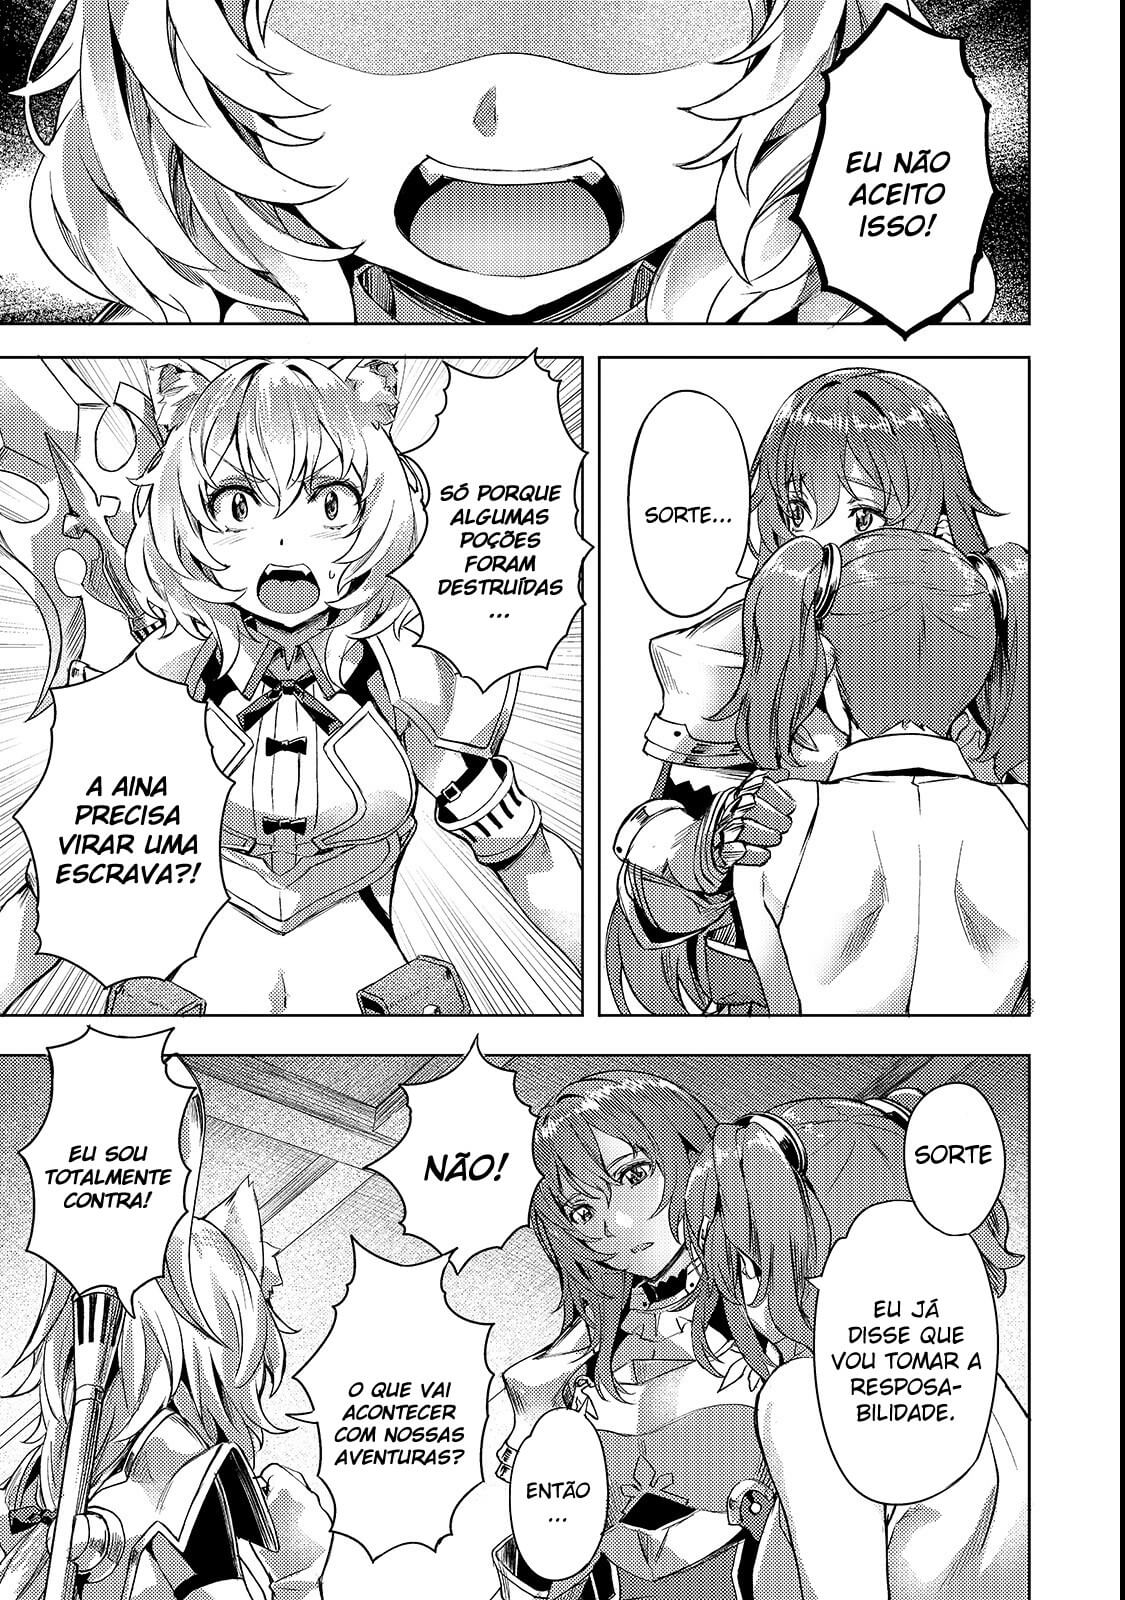 EU NÃO
ACEITO
ISSO!
SORTE...
SÓ PORQUE
ALGUMAS
POÇÕES
FORAM
DESTRUÍDAS
...
A AINA
PRECISA
VIRAR UMA
ESCRAVA?!
SORTE
EU JÁ
DISSE QUE
VOU TOMAR A
RESPOSA-
BILIDADE.
ENTÃO
...
NÃO!
O QUE VAI
ACONTECER
COM NOSSAS
AVENTURAS?
EU SOU
TOTALMENTE
CONTRA!